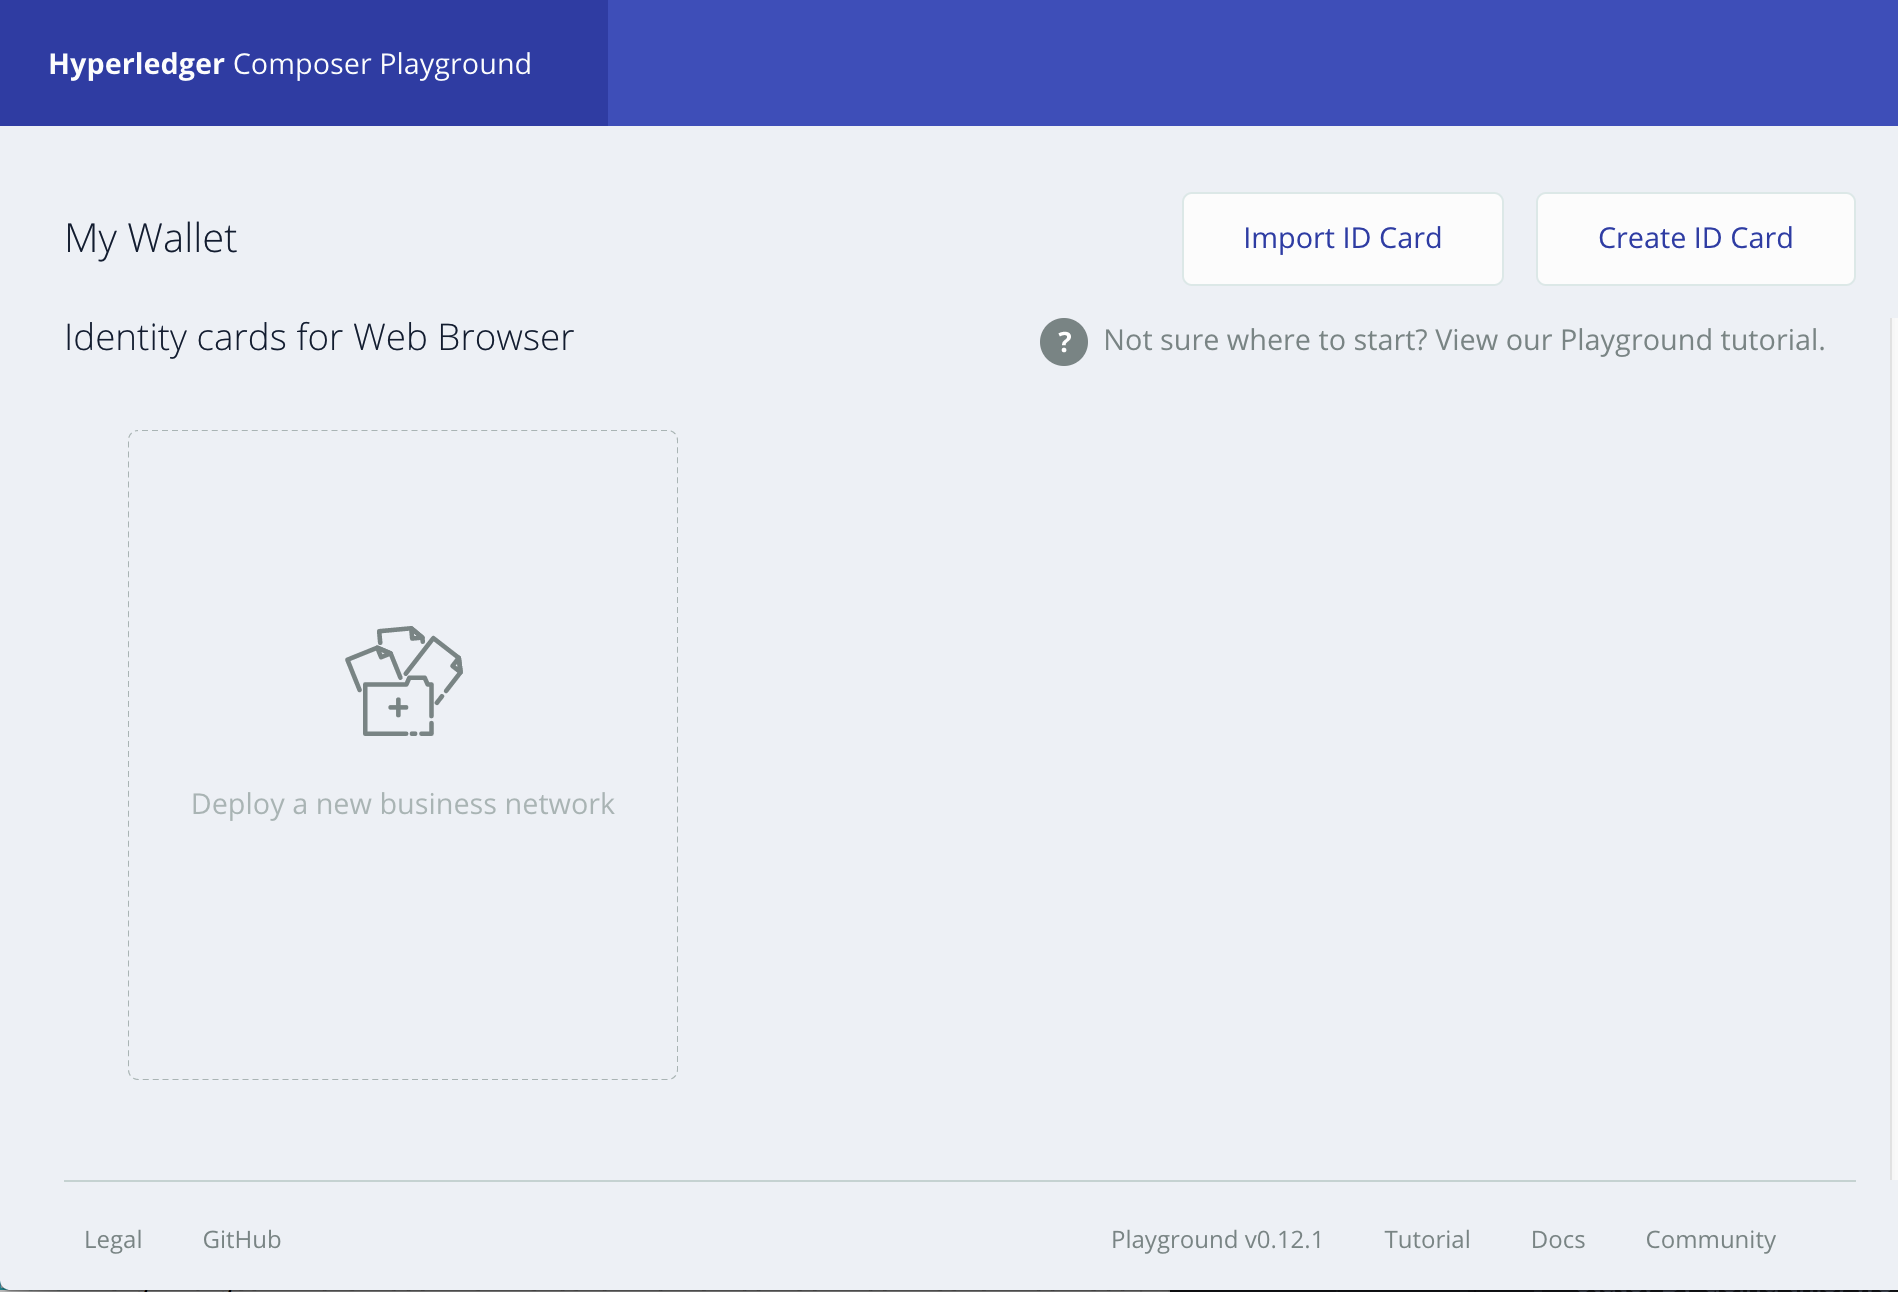 Hyperledger Composer Playground
My Wallet
Import ID Card
Create ID Card
Identity cards for Web Browser
? Not sure where to start? View our Playground tutorial.
Deploy a new business network
Legal GitHub Playground v0.12.1 Tutorial Docs Community